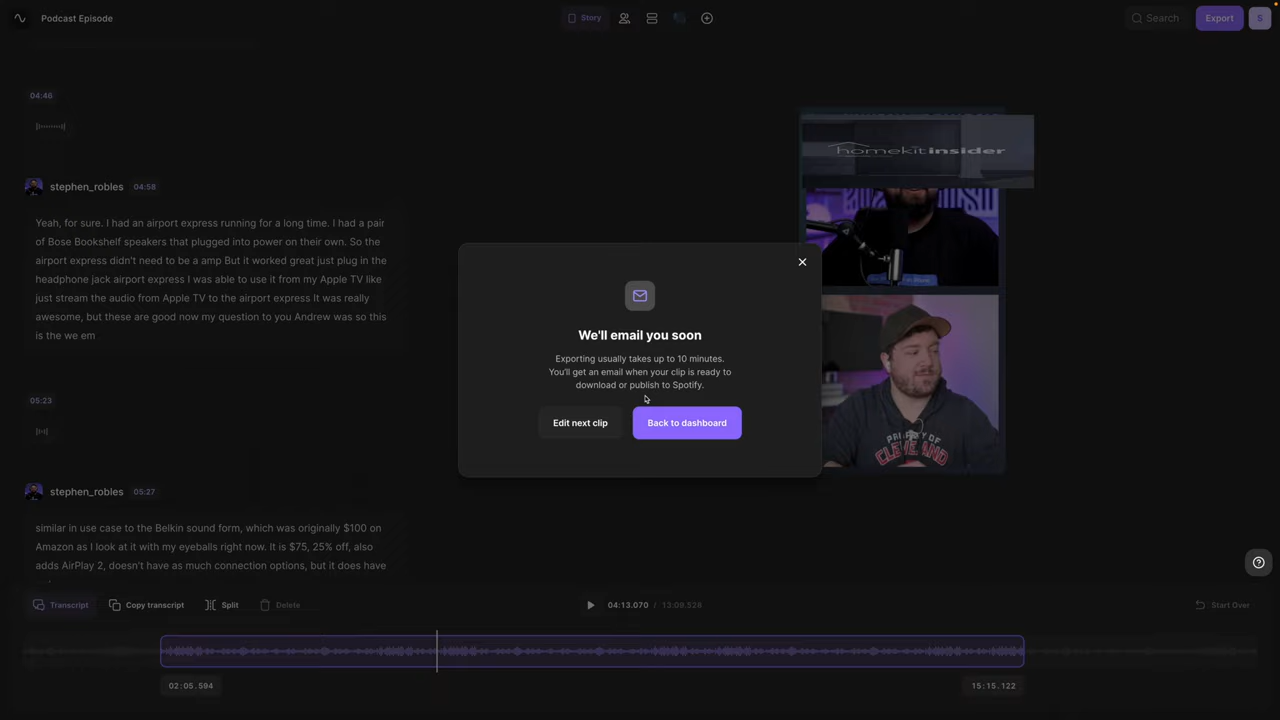 Podcast Episode
Story
Search
Export
S
04:46
stephen_robles 04:58
Yeah, for sure. I had an airport express running for a long time. I had a pair
of Bose Bookshelf speakers that plugged into power on their own. So the
airport express didn't need to be a amp But it worked great just plug in the
headphone jack airport express I was able to use it from my Apple TV like
just stream the audio from Apple TV to the airport express It was really
awesome, but these are good now my question to you Andrew was so this
is the we em
05:23
stephen_robles 05:27
similar in use case to the Belkin sound form, which was originally $100 on
Amazon as I look at it with my eyeballs right now. It is $75, 25% off, also
adds AirPlay 2, doesn't have as much connection options, but it does have
homekitinsider
CLEVELAND
We'll email you soon
Exporting usually takes up to 10 minutes.
You'll get an email when your clip is ready to
download or publish to Spotify.
Edit next clip
Back to dashboard
Transcript
Copy transcript
Split
Delete
04:13.070 / 13:09.528
Start Over
02:05.594
15:15.122